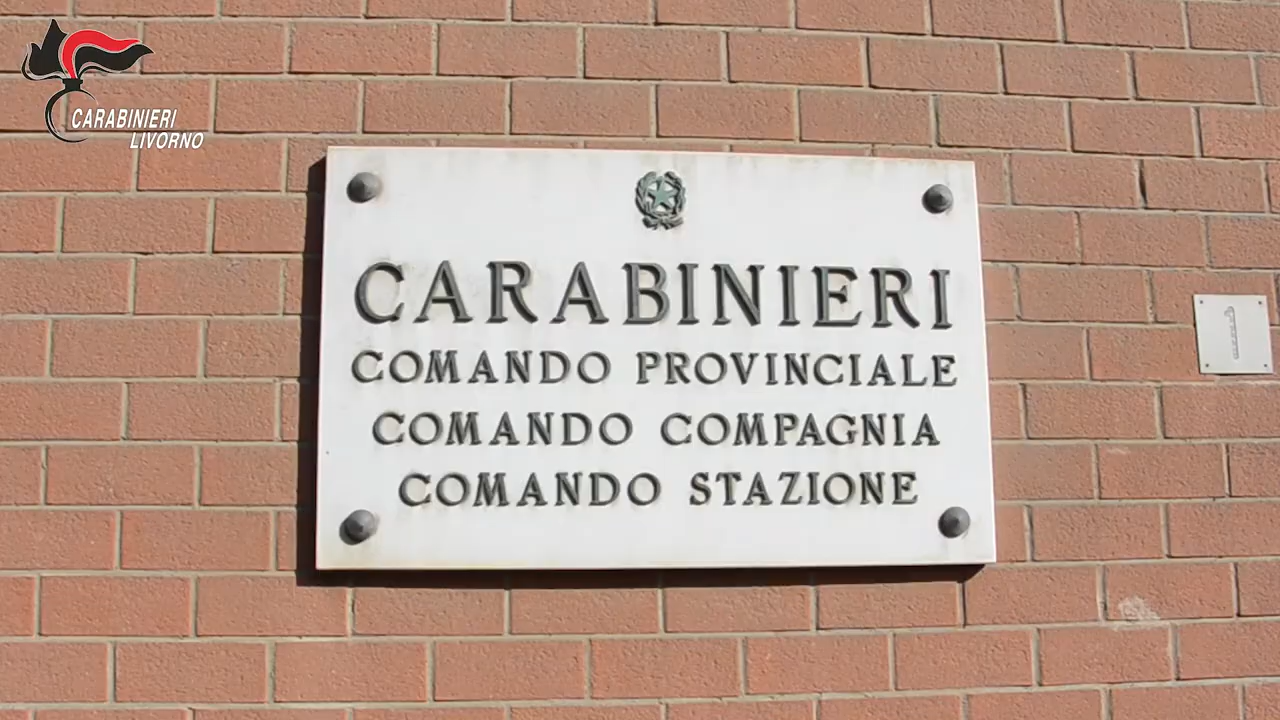 CARABINIERI
LIVORNO
CARABINIERI
COMANDO PROVINCIALE
COMANDO COMPAGNIA
COMANDO STAZIONE